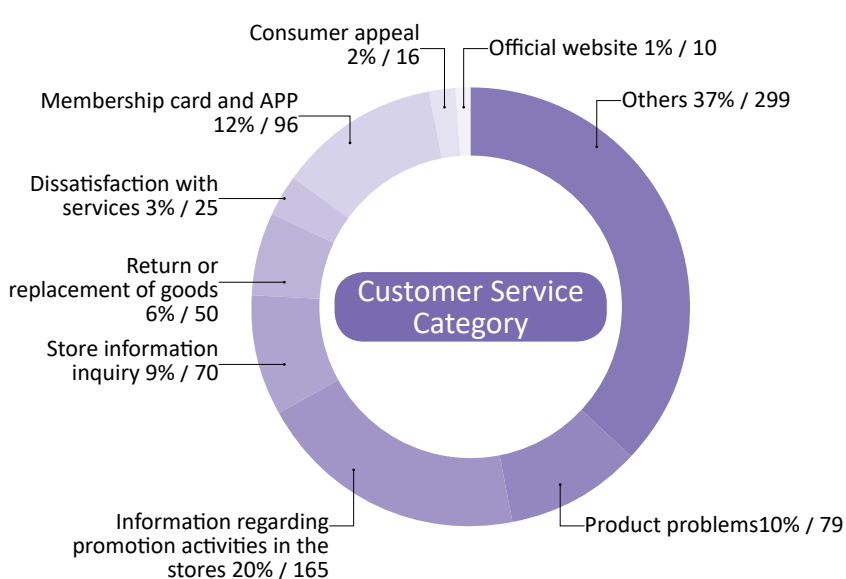 Consumer appeal
2% / 16
Official website 1% / 10
Membership card and APP
12% / 96
Others 37% / 299
Dissatisfaction with
services 3% / 25
Return or
replacement of goods
6% / 50
Customer Service
Category
Store information
inquiry 9% / 70
Information regarding
promotion activities in the
stores 20% / 165
Product problems10% / 79